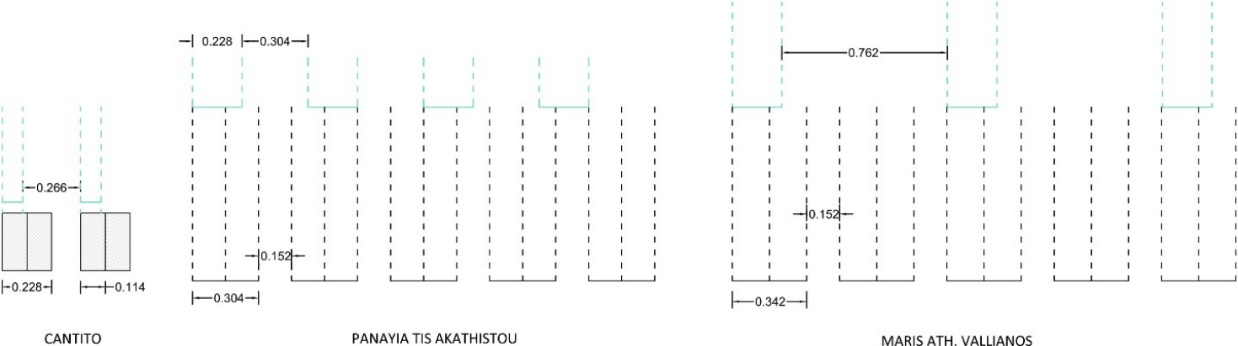 0.228 0.304
0.762
0.266
0.152
0.152
0.228 0.114
0.304
0.342
CANTITO
PANAYIA TIS AKATHISTOU
MARIS ATH. VALLIANOS